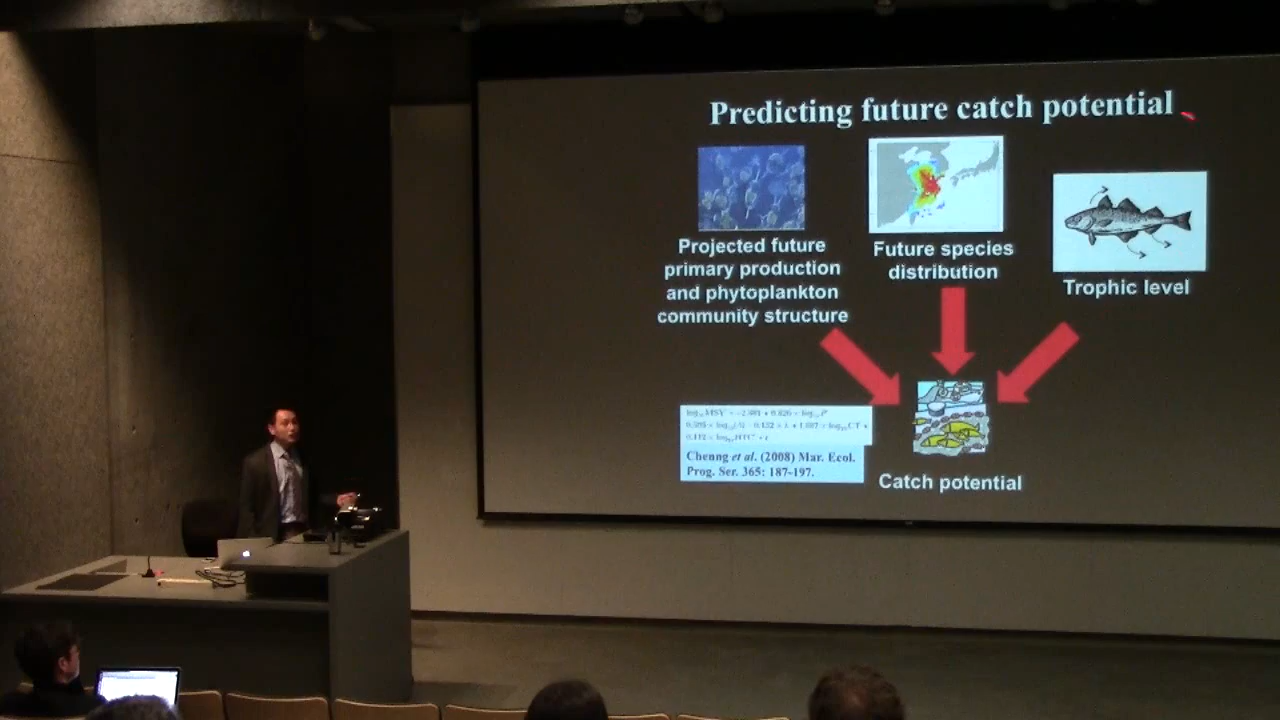 Predicting future catch potential
Projected future
primary production
and phytoplankton
community structure
Future species
distribution
Trophic level
Cheung et al. (2008) Mar. Ecol.
Prog. Ser. 365: 187-197.
Catch potential